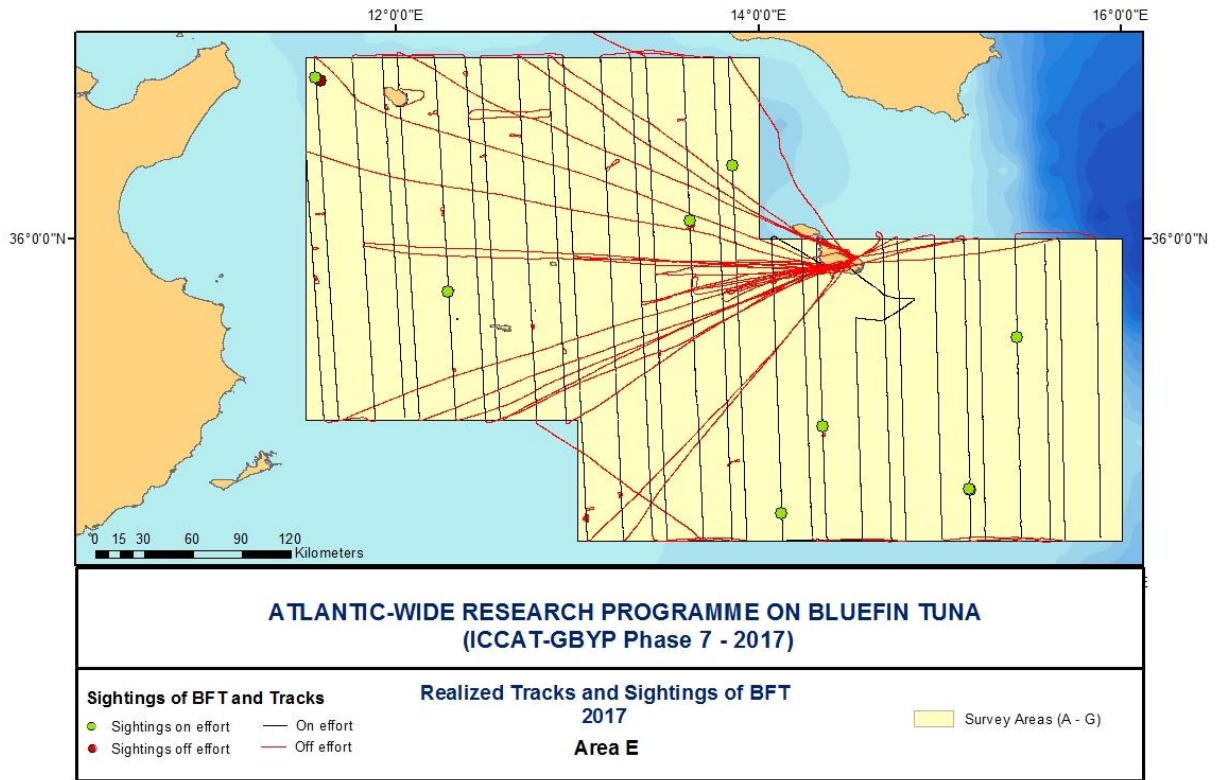 12°0'0"E 14°0'0"E 16°0'0"E
36°0'0"N 36°0'0"N
0 15 30 60 90 120
Kilometers
ATLANTIC-WIDE RESEARCH PROGRAMME ON BLUEFIN TUNA
(ICCAT-GBYP Phase 7 - 2017)
Sightings of BFT and Tracks
Sightings on effort On effort
Sightings off effort Off effort
Realized Tracks and Sightings of BFT
2017
Area E
Survey Areas (A - G)